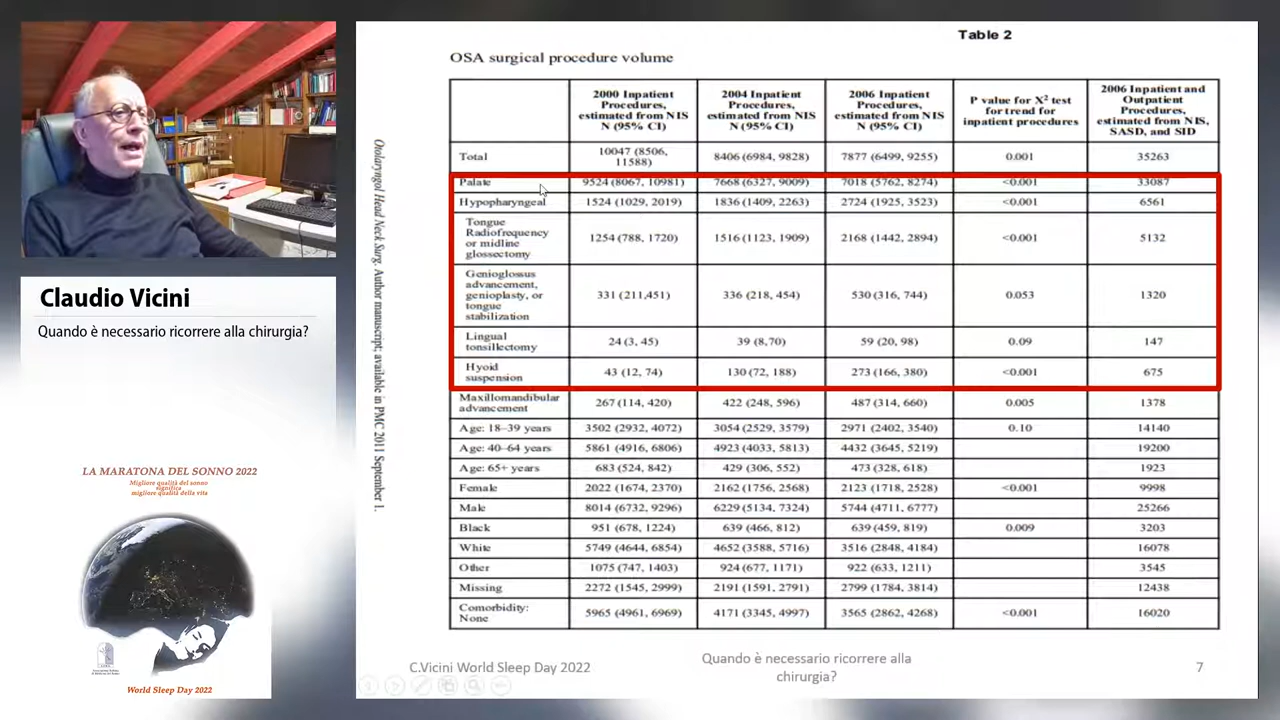 Claudio Vicini
Quando è necessario ricorrere alla chirurgia?
LA MARATONA DEL SONNO 2022
Migliore qualità del sonno
significa
migliore qualità della vita
World Sleep Day 2022
Table 2
OSA surgical procedure volume
Otolaryngol Head Neck Surg. Author manuscript; available in PMC 2011 September 1.
2000 Inpatient Procedures, estimated from NIS N (95% CI) 2004 Inpatient Procedures, estimated from NIS N (95% CI) 2006 Inpatient Procedures, estimated from NIS N (95% CI) P value for X² test for trend for inpatient procedures 2006 Inpatient and Outpatient Procedures, estimated from NIS, SASD, and SID
Total 10047 (8506, 11588) 8406 (6984, 9828) 7877 (6499, 9255) 0.001 35263
Palate 9524 (8067, 10981) 7668 (6327, 9009) 7018 (5762, 8274) <0.001 33087
Hypopharyngeal 1524 (1029, 2019) 1836 (1409, 2263) 2724 (1925, 3523) <0.001 6561
Tongue Radiofrequency or midline glossectomy 1254 (788, 1720) 1516 (1123, 1909) 2168 (1442, 2894) <0.001 5132
Genioglossus advancement, genioplasty, or tongue stabilization 331 (211,451) 336 (218, 454) 530 (316, 744) 0.053 1320
Lingual tonsillectomy 24 (3, 45) 39 (8,70) 59 (20, 98) 0.09 147
Hyoid suspension 43 (12, 74) 130 (72, 188) 273 (166, 380) <0.001 675
Maxillomandibular advancement 267 (114, 420) 422 (248, 596) 487 (314, 660) 0.005 1378
Age: 18–39 years 3502 (2932, 4072) 3054 (2529, 3579) 2971 (2402, 3540) 0.10 14140
Age: 40–64 years 5861 (4916, 6806) 4923 (4033, 5813) 4432 (3645, 5219) 19200
Age: 65+ years 683 (524, 842) 429 (306, 552) 473 (328, 618) 1923
Female 2022 (1674, 2370) 2162 (1756, 2568) 2123 (1718, 2528) <0.001 9998
Male 8014 (6732, 9296) 6229 (5134, 7324) 5744 (4711, 6777) 25266
Black 951 (678, 1224) 639 (466, 812) 639 (459, 819) 0.009 3203
White 5749 (4644, 6854) 4652 (3588, 5716) 3516 (2848, 4184) 16078
Other 1075 (747, 1403) 924 (677, 1171) 922 (633, 1211) 3545
Missing 2272 (1545, 2999) 2191 (1591, 2791) 2799 (1784, 3814) 12438
Comorbidity: None 5965 (4961, 6969) 4171 (3345, 4997) 3565 (2862, 4268) <0.001 16020
C.Vicini World Sleep Day 2022
Quando è necessario ricorrere alla
chirurgia?
7